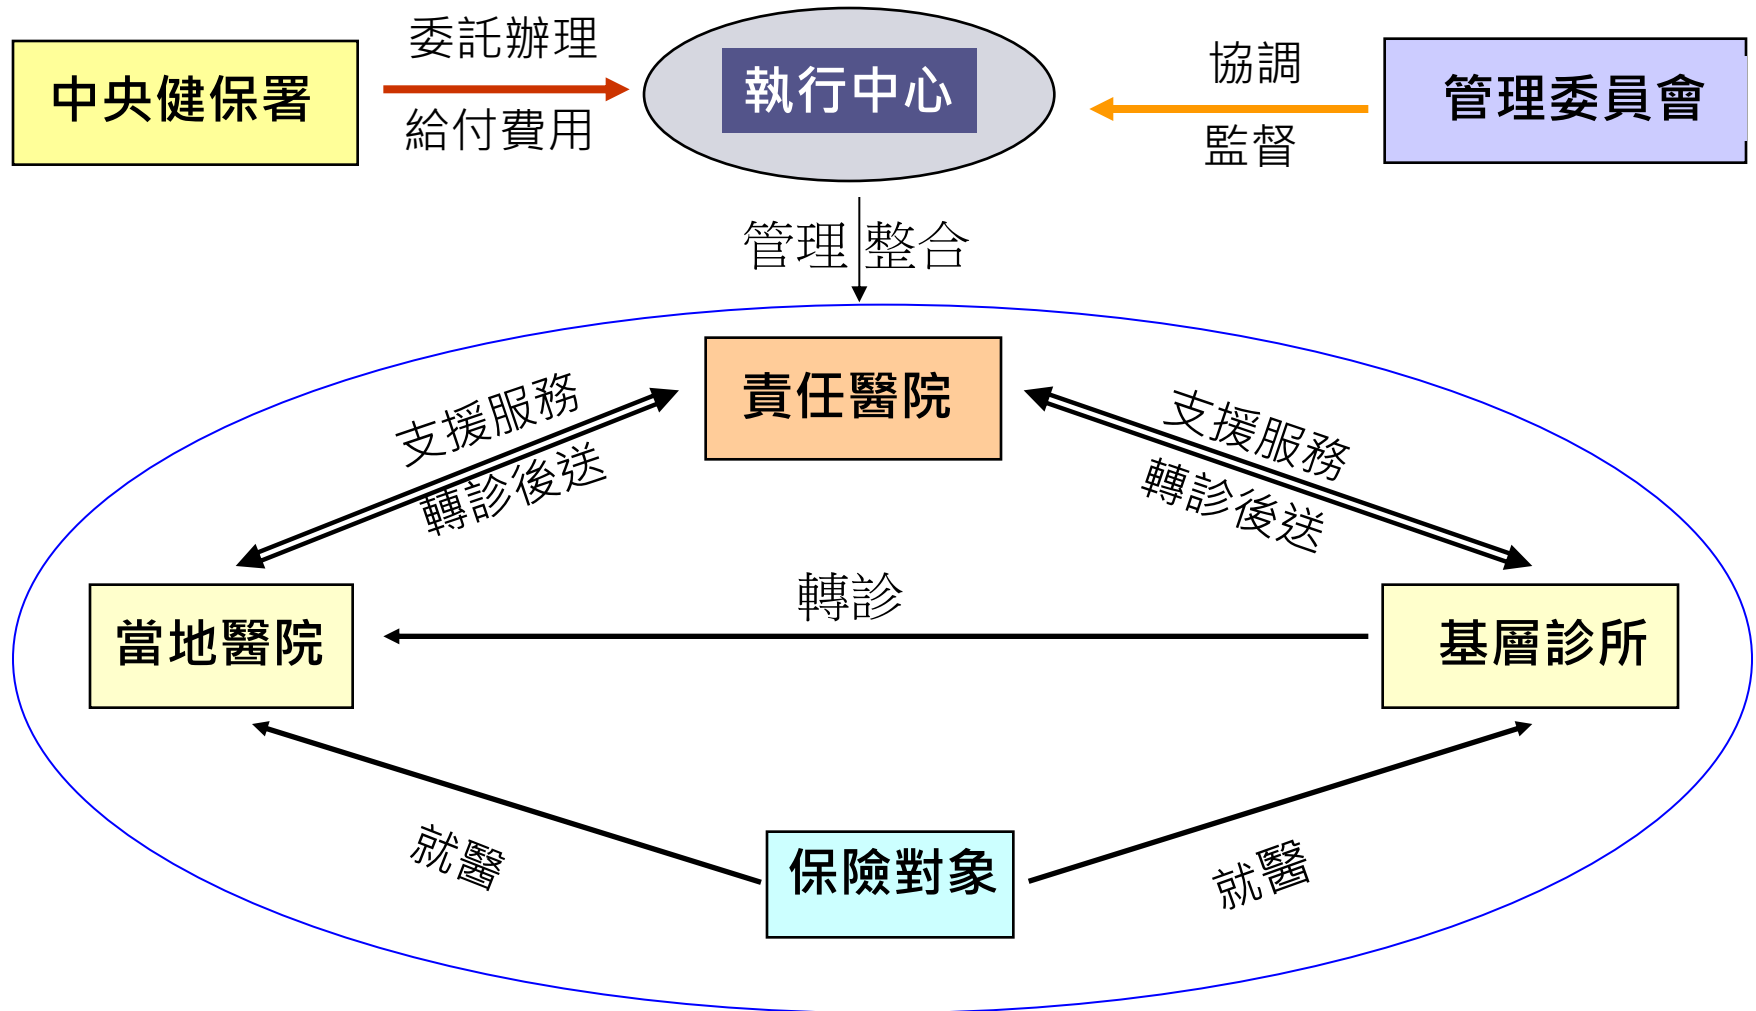 委託辦理
中央健保署
給付費用
執行中心
協調
管理委員會
監督
管理 整合
責任醫院
支援服務
轉診後送
支援服務
轉診後送
轉診
當地醫院
基層診所
就醫
保險對象
就醫